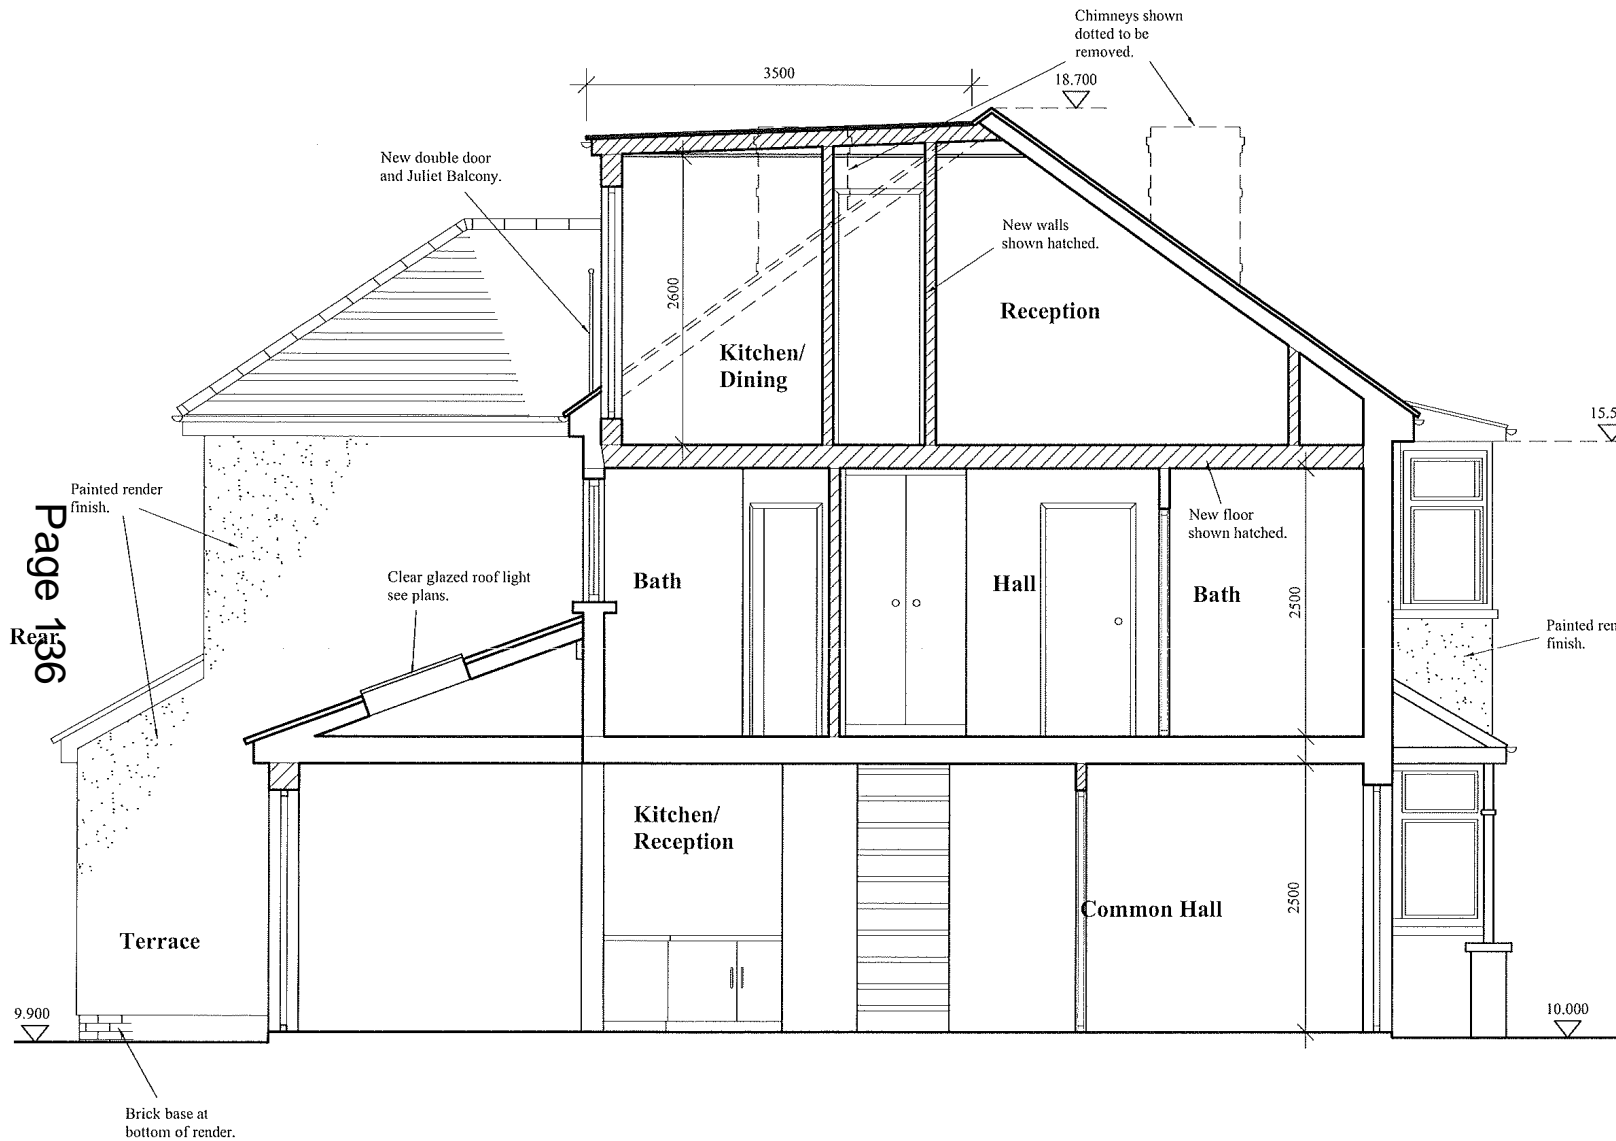 Chimneys shown
dotted to be
removed.
3500
18.700
New double door
and Juliet Balcony.
New walls
shown hatched.
2600
Reception
Kitchen/
Dining
15.5
Painted render
finish.
Page 136
Rear
New floor
shown hatched.
Clear glazed roof light
see plans.
Bath
Hall
Bath
2500
Painted ren
finish.
Kitchen/
Reception
2500
Common Hall
Terrace
9.900
10.000
Brick base at
bottom of render.